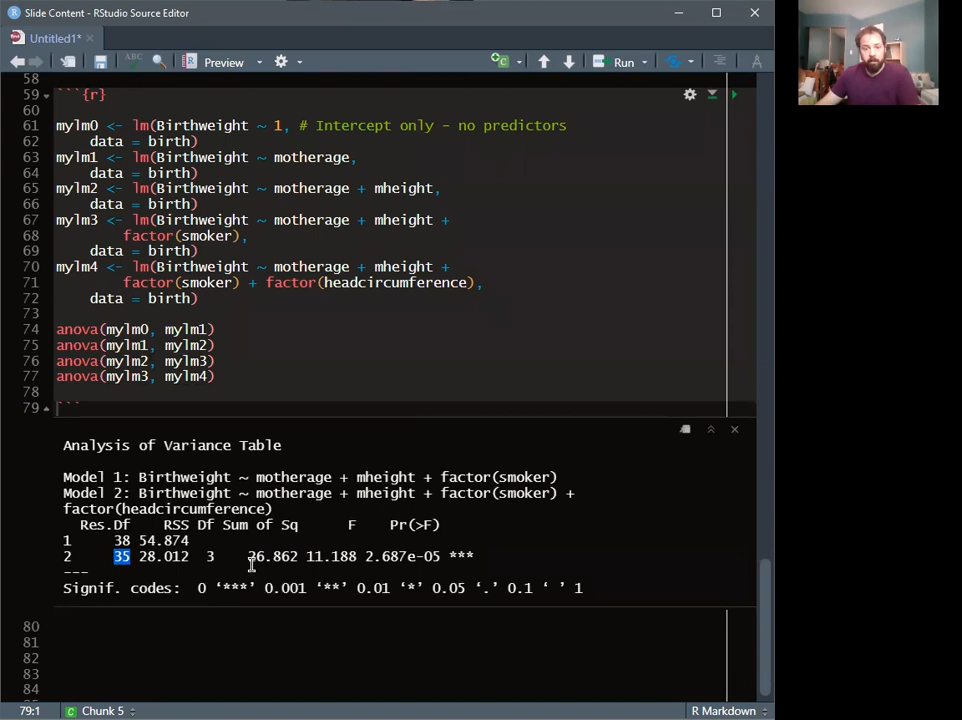 Slide Content - RStudio Source Editor
Untitled1*
ABC
Preview
Run
58
59 ```{r}
60
61 mylm0 <- lm(Birthweight ~ 1, # Intercept only - no predictors
62 data = birth)
63 mylm1 <- lm(Birthweight ~ motherage,
64 data = birth)
65 mylm2 <- lm(Birthweight ~ motherage + mheight,
66 data = birth)
67 mylm3 <- lm(Birthweight ~ motherage + mheight +
68 factor(smoker),
69 data = birth)
70 mylm4 <- lm(Birthweight ~ motherage + mheight +
71 factor(smoker) + factor(headcircumference),
72 data = birth)
73
74 anova(mylm0, mylm1)
75 anova(mylm1, mylm2)
76 anova(mylm2, mylm3)
77 anova(mylm3, mylm4)
78
79 ```
Analysis of Variance Table
Model 1: Birthweight ~ motherage + mheight + factor(smoker)
Model 2: Birthweight ~ motherage + mheight + factor(smoker) +
factor(headcircumference)
Res.Df RSS Df Sum of Sq F Pr(>F)
1 38 54.874
2 35 28.012 3 26.862 11.188 2.687e-05 ***
---
Signif. codes: 0 ‘***’ 0.001 ‘**’ 0.01 ‘*’ 0.05 ‘.’ 0.1 ‘ ’ 1
80
81
82
83
84
79:1
Chunk 5
R Markdown